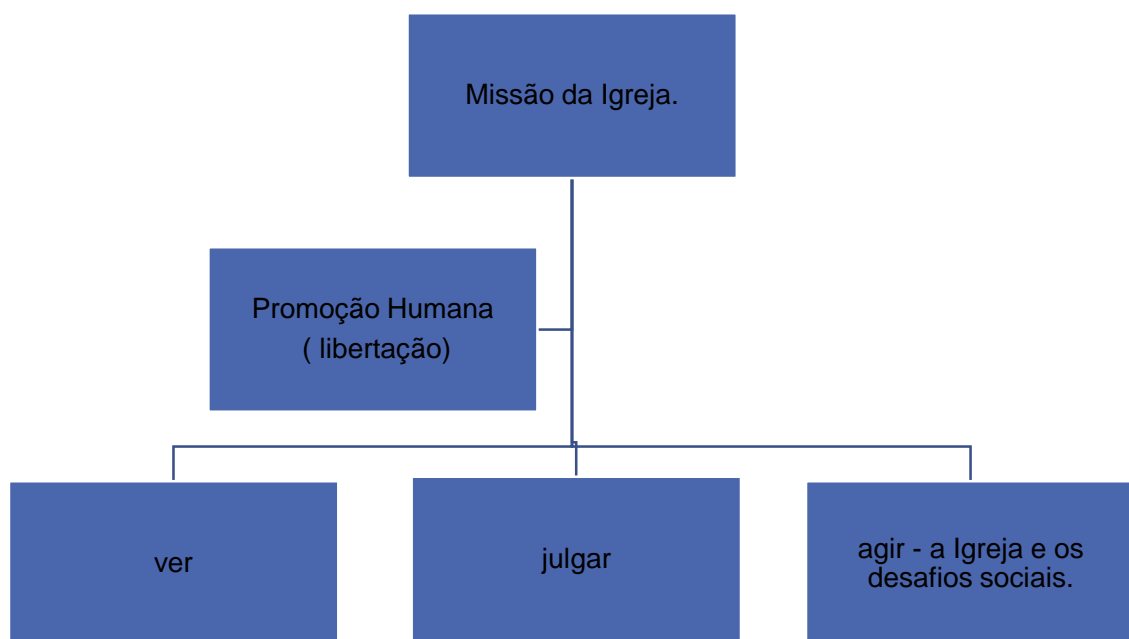 Missão da Igreja.
Promoção Humana
( libertação)
ver
julgar
agir - a Igreja e os
desafios sociais.